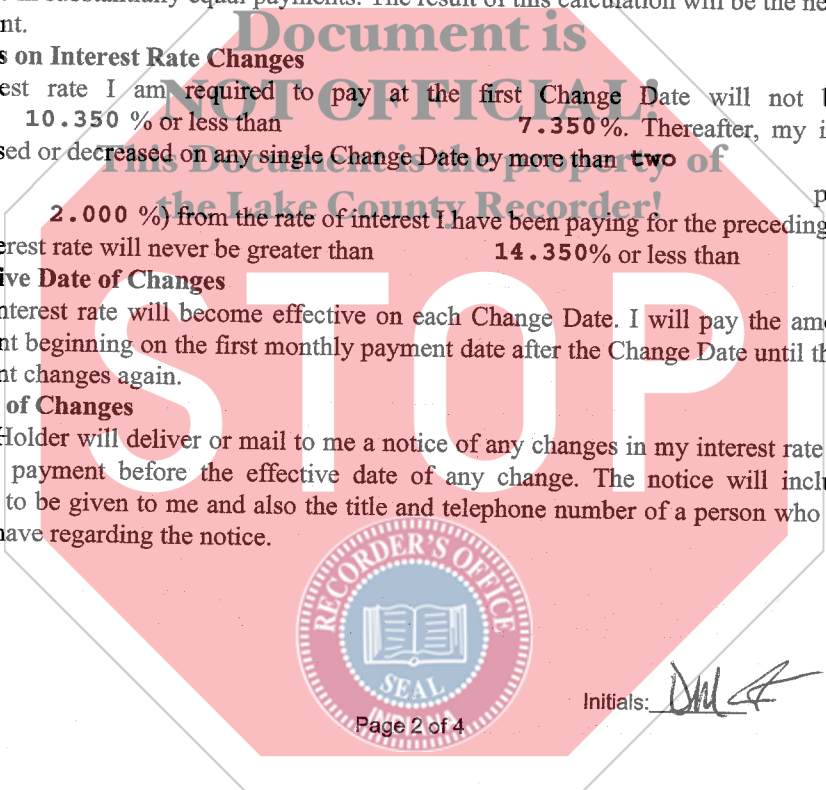 in substantially equal payments. The result of this calculation will be the ne
nt.
Document is
s on Interest Rate Changes
est rate I am required to pay at the first Change Date will not
NOT OFFICIAL!
10.350 % or less than 7.350%. Thereafter, my i
sed or decreased on any single Change Date by more than two
This Document is the property of
p
the Lake County Recorder!
2.000 %) from the rate of interest I have been paying for the preceding
erest rate will never be greater than 14.350% or less than
ive Date of Changes
nterest rate will become effective on each Change Date. I will pay the am
nt beginning on the first monthly payment date after the Change Date until th
nt changes again.
of Changes
Holder will deliver or mail to me a notice of any changes in my interest rate
payment before the effective date of any change. The notice will incl
to be given to me and also the title and telephone number of a person who
have regarding the notice.
STOP
RECORDER'S OFFICE
SEAL
INDIANA
Initials:
Page 2 of 4